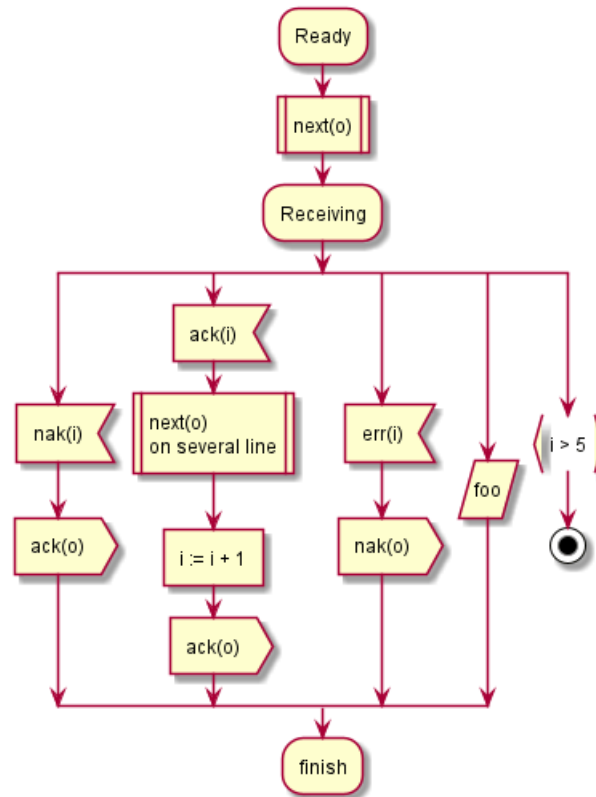 Ready
next(o)
Receiving
nak(i)
ack(o)
ack(i)
next(o)
on several line
i := i + 1
ack(o)
err(i)
nak(o)
foo
i > 5
finish